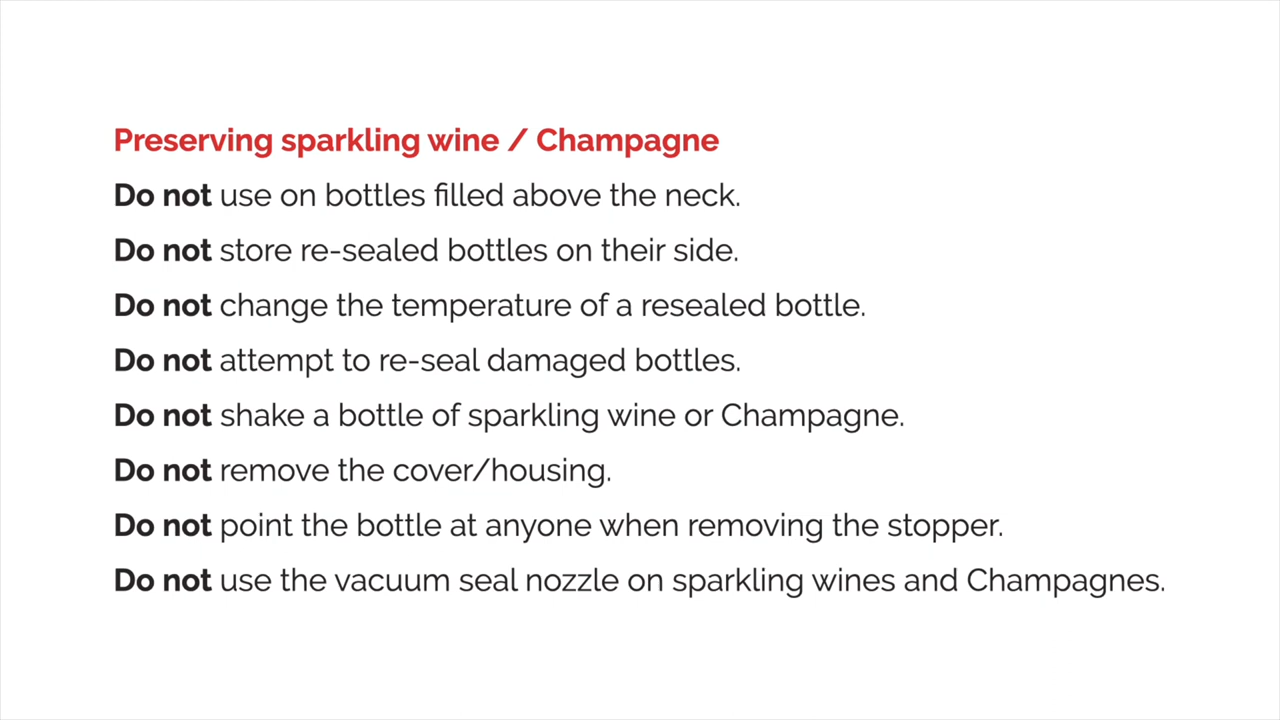 Preserving sparkling wine / Champagne
Do not use on bottles filled above the neck.
Do not store re-sealed bottles on their side.
Do not change the temperature of a resealed bottle.
Do not attempt to re-seal damaged bottles.
Do not shake a bottle of sparkling wine or Champagne.
Do not remove the cover/housing.
Do not point the bottle at anyone when removing the stopper.
Do not use the vacuum seal nozzle on sparkling wines and Champagnes.